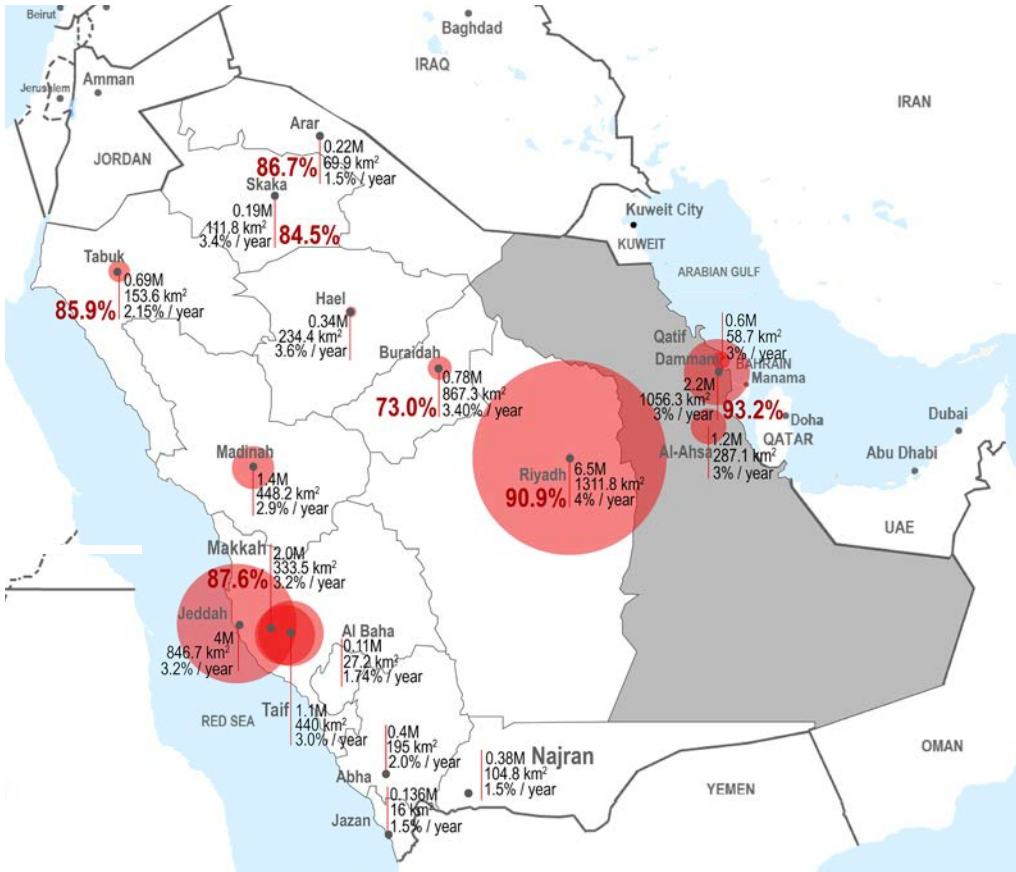 Beirut
Baghdad
IRAQ
Amman
Jerusalem
IRAN
Arar
0.22M
69.9 km²
1.5% / year
86.7%
JORDAN
Skaka
0.19M
111.8 km²
3.4% / year
84.5%
Kuweit City
KUWEIT
ARABIAN GULF
Tabuk
0.69M
153.6 km²
2.15% / year
85.9%
Hael
0.34M
234.4 km²
3.6% / year
Buraidah
0.78M
867.3 km²
3.40% / year
73.0%
0.6M
58.7 km²
3% / year
Qatif
Dammam
BAHRAIN
Manama
2.2M
1056.3 km²
3% / year
93.2%
Doha
QATAR
Dubai
Abu Dhabi
UAE
Al-Ahsa
1.2M
287.1 km²
3% / year
Madinah
1.4M
448.2 km²
2.9% / year
Riyadh
6.5M
1311.8 km²
4% / year
90.9%
Makkah
2.0M
333.5 km²
3.2% / year
87.6%
Jeddah
4M
846.7 km²
3.2% / year
Al Baha
0.11M
27.2 km²
1.74% / year
Taif
1.1M
440 km²
3.0% / year
RED SEA
0.4M
195 km²
2.0% / year
Abha
Najran
0.38M
104.8 km²
1.5% / year
0.136M
16 km²
1.5% / year
Jazan
YEMEN
OMAN